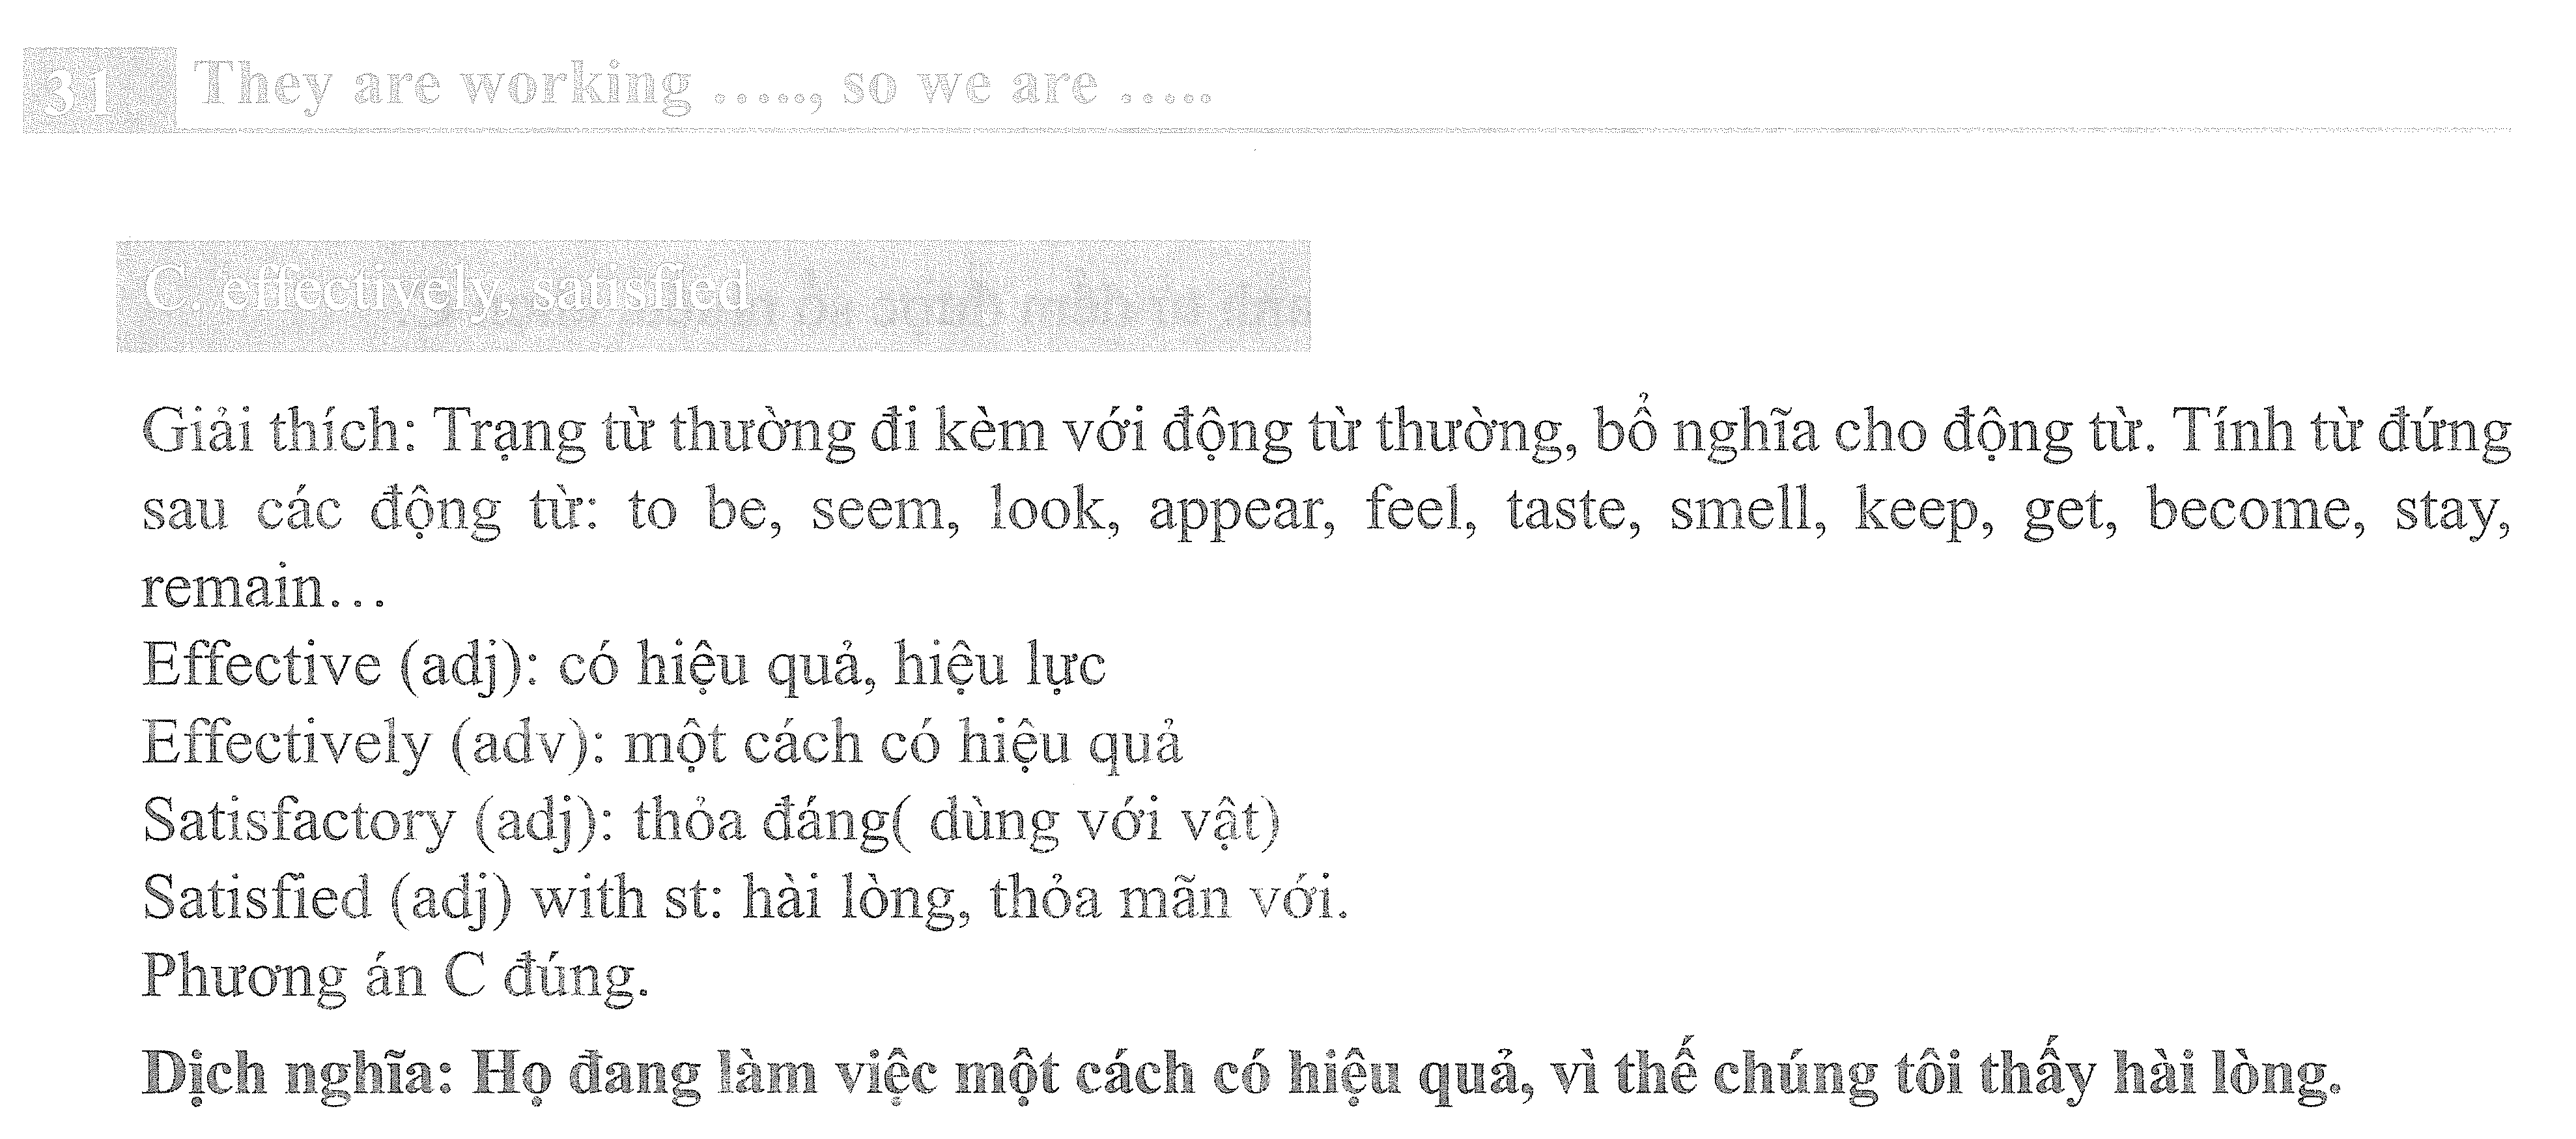 31 They are working ....., so we are .....
C. effectively, satisfied
Giải thích: Trạng từ thường đi kèm với động từ thường, bổ nghĩa cho động từ. Tính từ đứng
sau các động từ: to be, seem, look, appear, feel, taste, smell, keep, get, become, stay,
remain...
Effective (adj): có hiệu quả, hiệu lực
Effectively (adv): một cách có hiệu quả
Satisfactory (adj): thỏa đáng( dùng với vật)
Satisfied (adj) with st: hài lòng, thỏa mãn với.
Phương án C đúng.
Dịch nghĩa: Họ đang làm việc một cách có hiệu quả, vì thế chúng tôi thấy hài lòng.